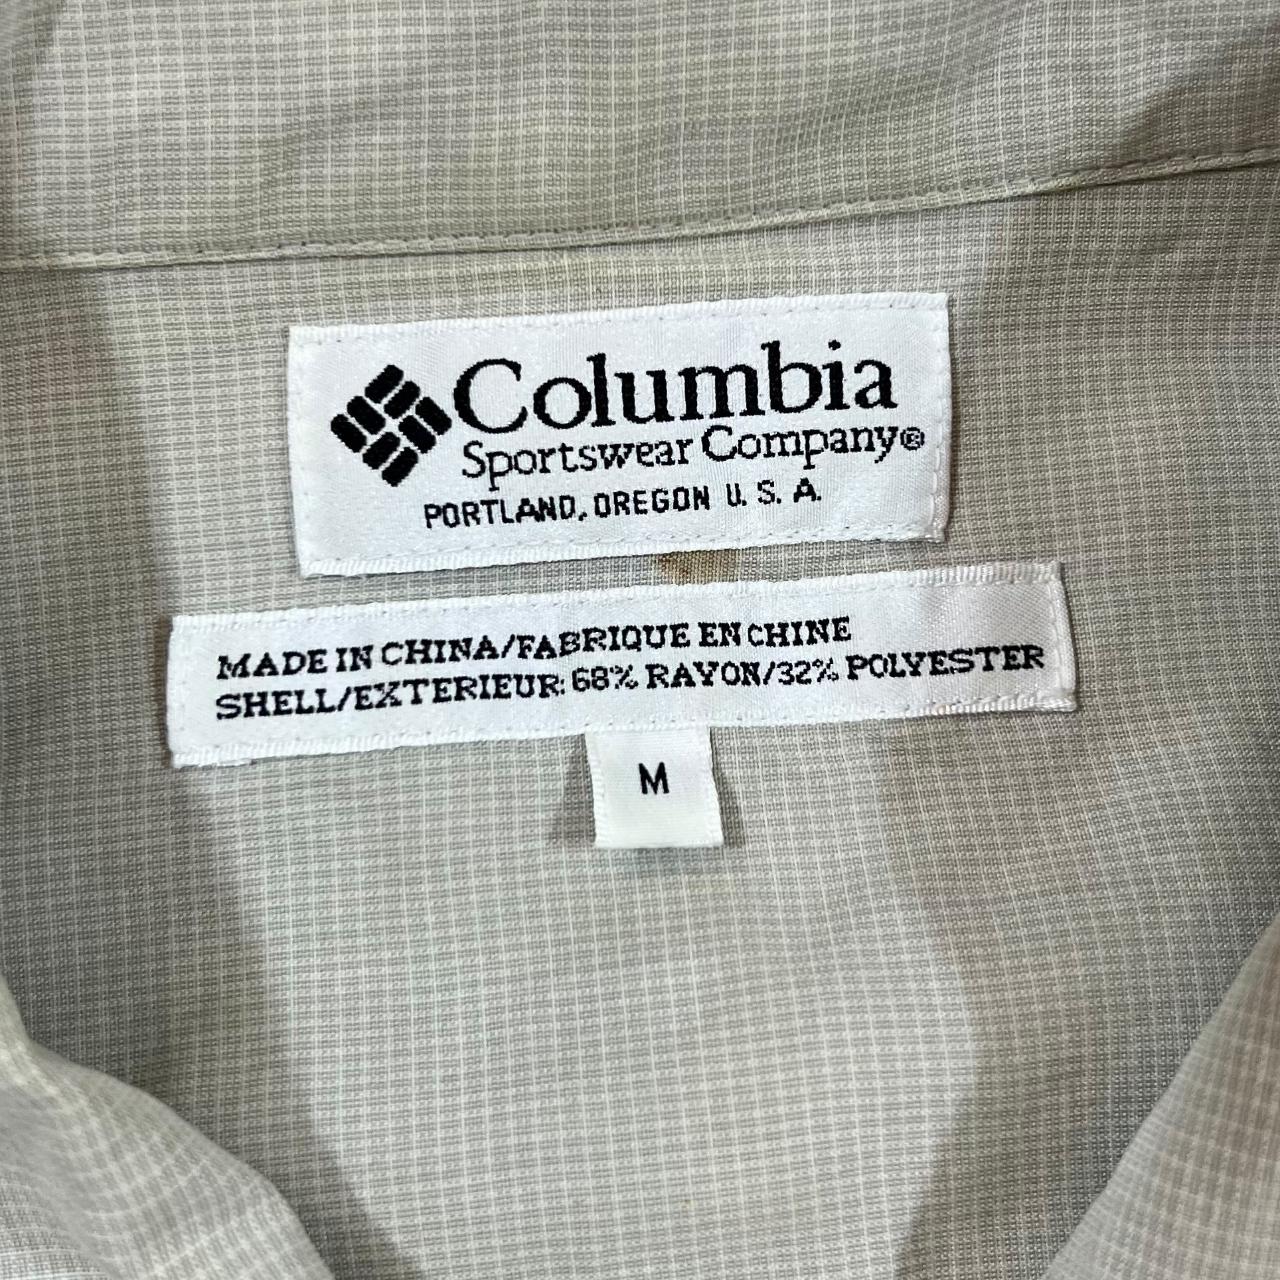 Columbia
Sportswear Company®
PORTLAND, OREGON U. S. A.
MADE IN CHINA/FABRIQUE EN CHINE
SHELL/EXTERIEUR: 68% RAYON/32% POLYESTER
M